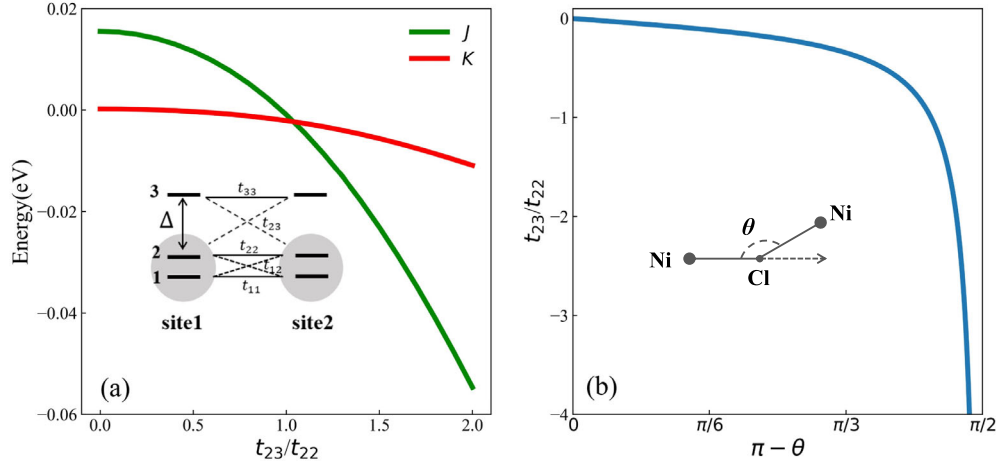 0.02
0.00
−0.02
−0.04
−0.06
Energy(eV)
J
K
3
t33
Δ
t23
2
t22
t12
1
t11
site1
site2
(a)
0.0
0.5
1.0
1.5
2.0
t23/t22
0
−1
−2
−3
−4
t23/t22
θ
Ni
Ni
Cl
(b)
0
π/6
π/3
π/2
π − θ